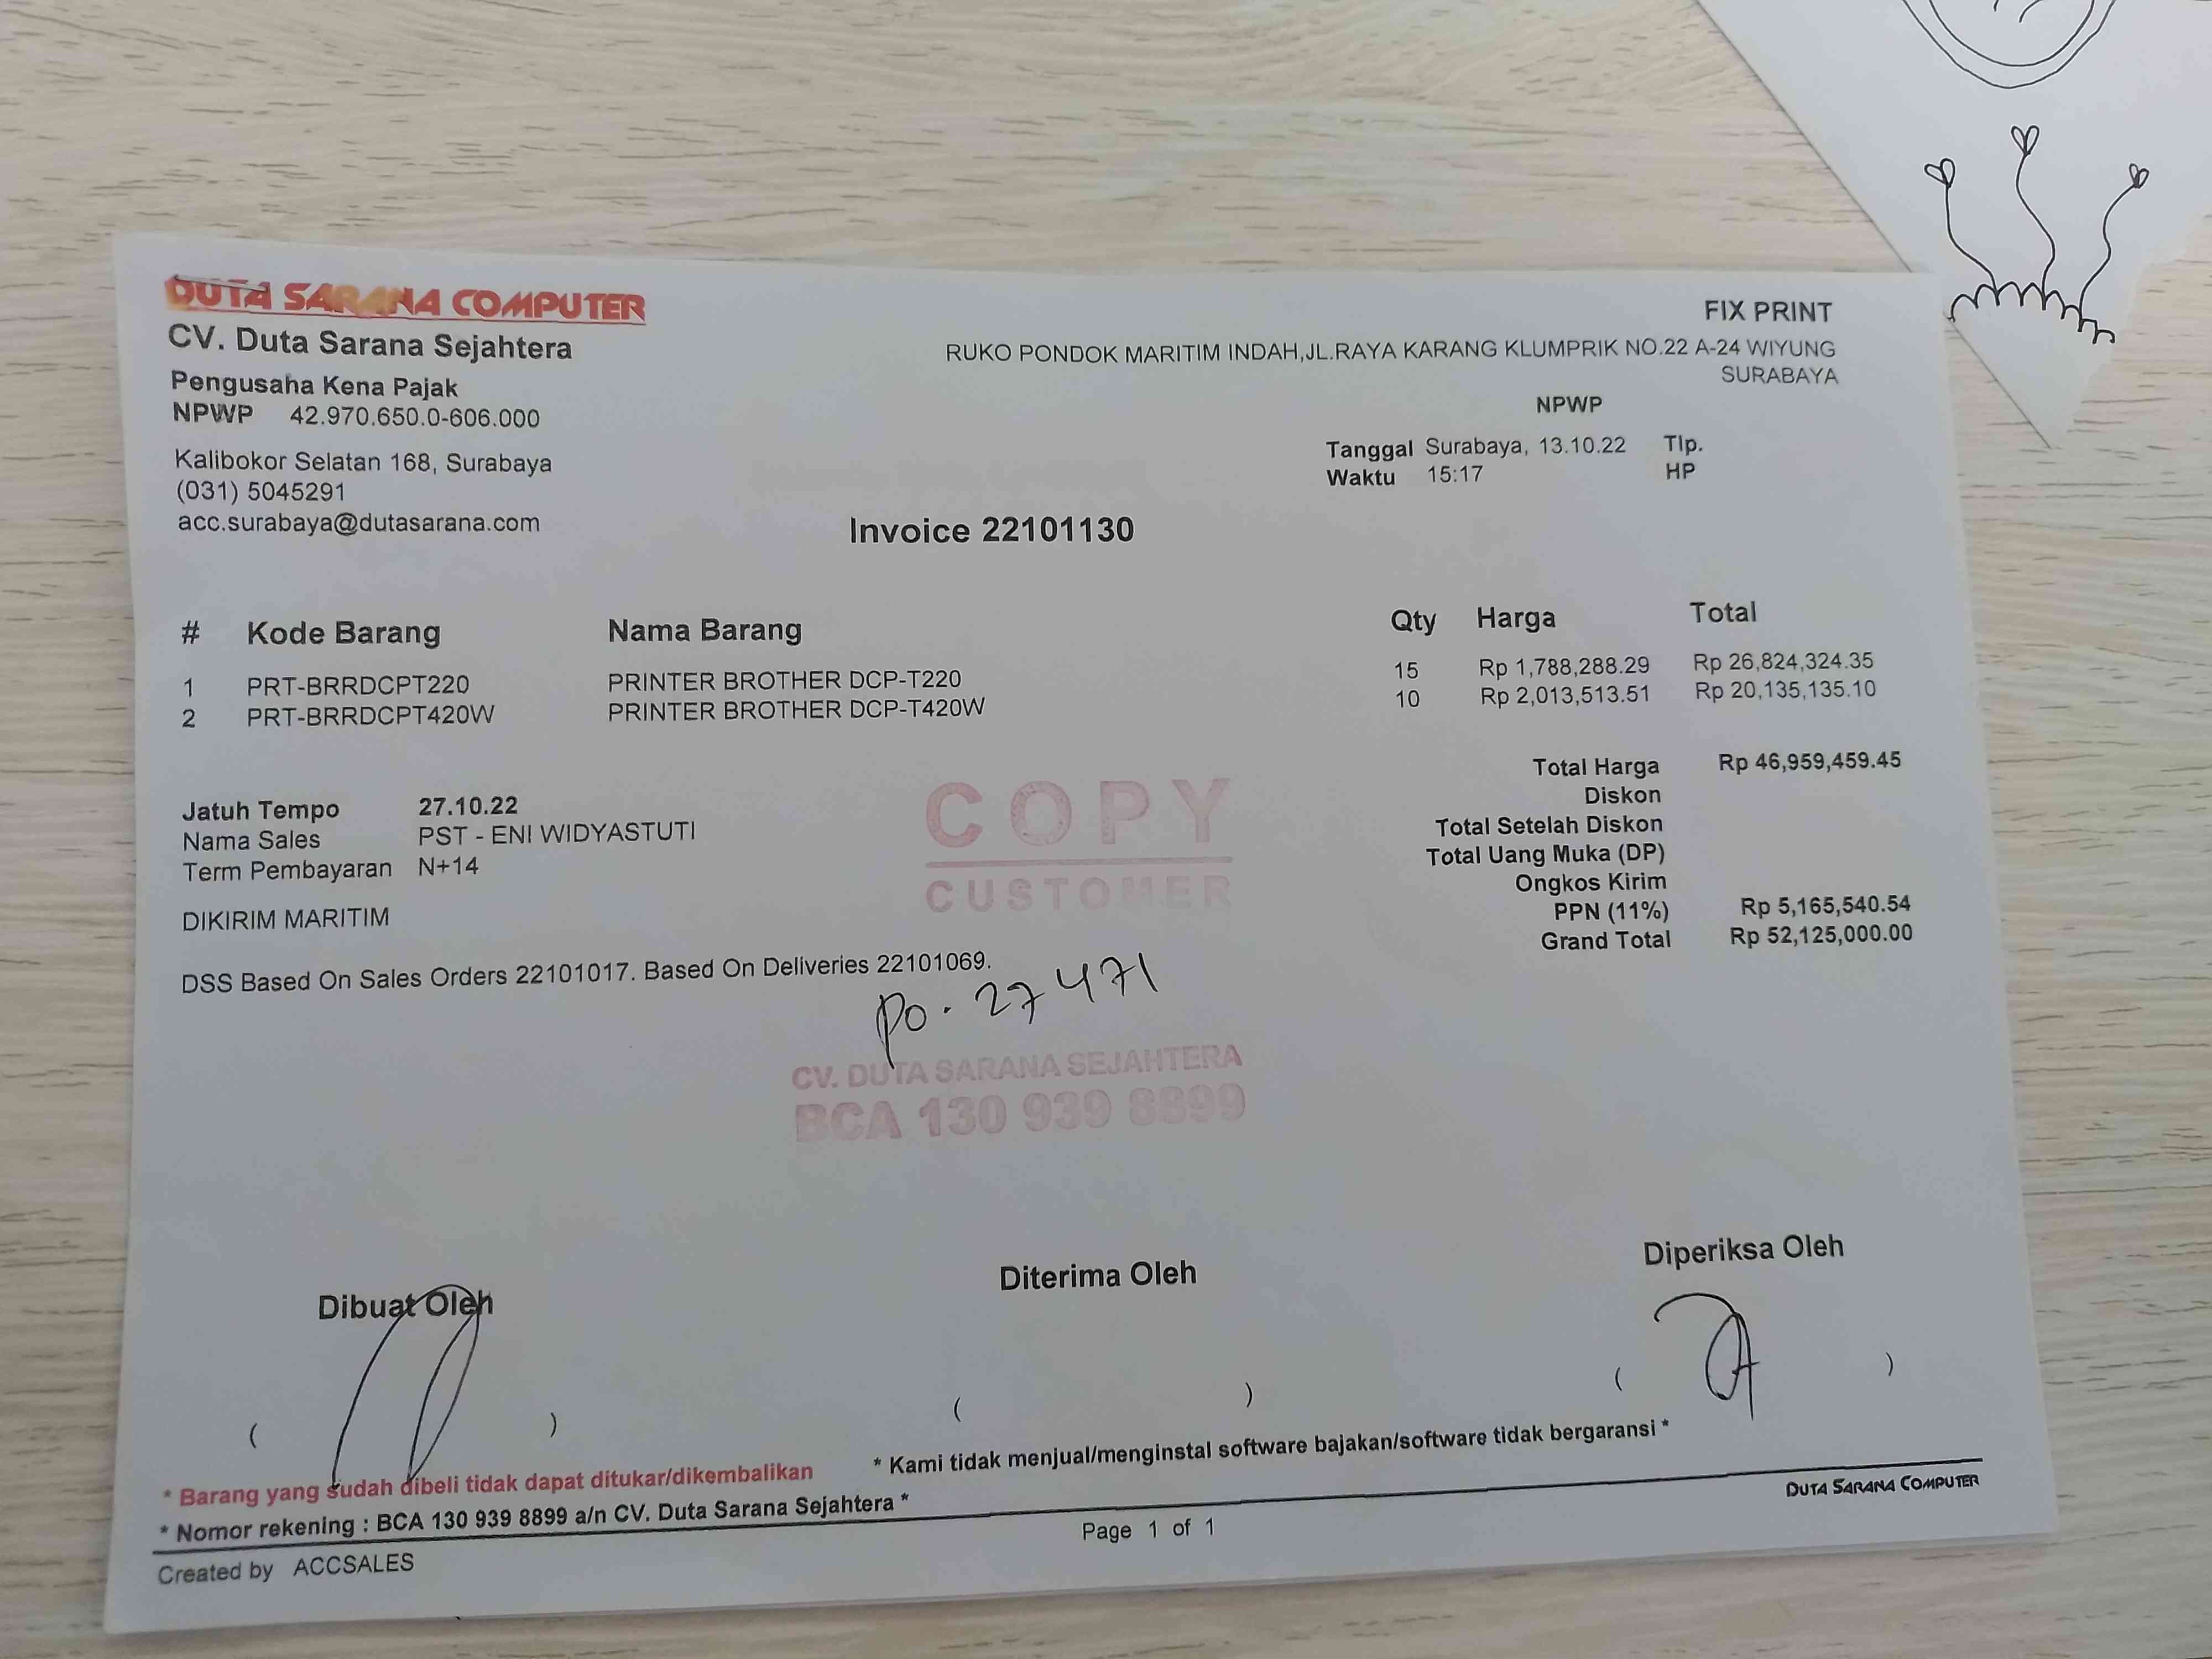 DUTA SARANA COMPUTER
CV. Duta Sarana Sejahtera
Pengusaha Kena Pajak
NPWP 42.970.650.0-606.000
Kalibokor Selatan 168, Surabaya
(031) 5045291
acc.surabaya@dutasarana.com
FIX PRINT
RUKO PONDOK MARITIM INDAH,JL.RAYA KARANG KLUMPRIK NO.22 A-24 WIYUNG
SURABAYA
NPWP
Tanggal Surabaya, 13.10.22 Tlp.
Waktu 15:17 HP
Invoice 22101130
# Kode Barang Nama Barang Qty Harga Total
1 PRT-BRRDCPT220 PRINTER BROTHER DCP-T220 15 Rp 1,788,288.29 Rp 26,824,324.35
2 PRT-BRRDCPT420W PRINTER BROTHER DCP-T420W 10 Rp 2,013,513.51 Rp 20,135,135.10
Total Harga Rp 46,959,459.45
Diskon
Total Setelah Diskon
Total Uang Muka (DP)
Ongkos Kirim
PPN (11%) Rp 5,165,540.54
Grand Total Rp 52,125,000.00
Jatuh Tempo 27.10.22
Nama Sales PST - ENI WIDYASTUTI
Term Pembayaran N+14
DIKIRIM MARITIM
COPY
CUSTOMER
DSS Based On Sales Orders 22101017. Based On Deliveries 22101069.
PO. 27471
CV. DUTA SARANA SEJAHTERA
BCA 130 939 8899
Dibuat Oleh
Diterima Oleh
Diperiksa Oleh
( ) ( ) ( )
* Barang yang sudah dibeli tidak dapat ditukar/dikembalikan * Kami tidak menjual/menginstal software bajakan/software tidak bergaransi *
* Nomor rekening : BCA 130 939 8899 a/n CV. Duta Sarana Sejahtera *
DUTA SARANA COMPUTER
Page 1 of 1
Created by ACCSALES